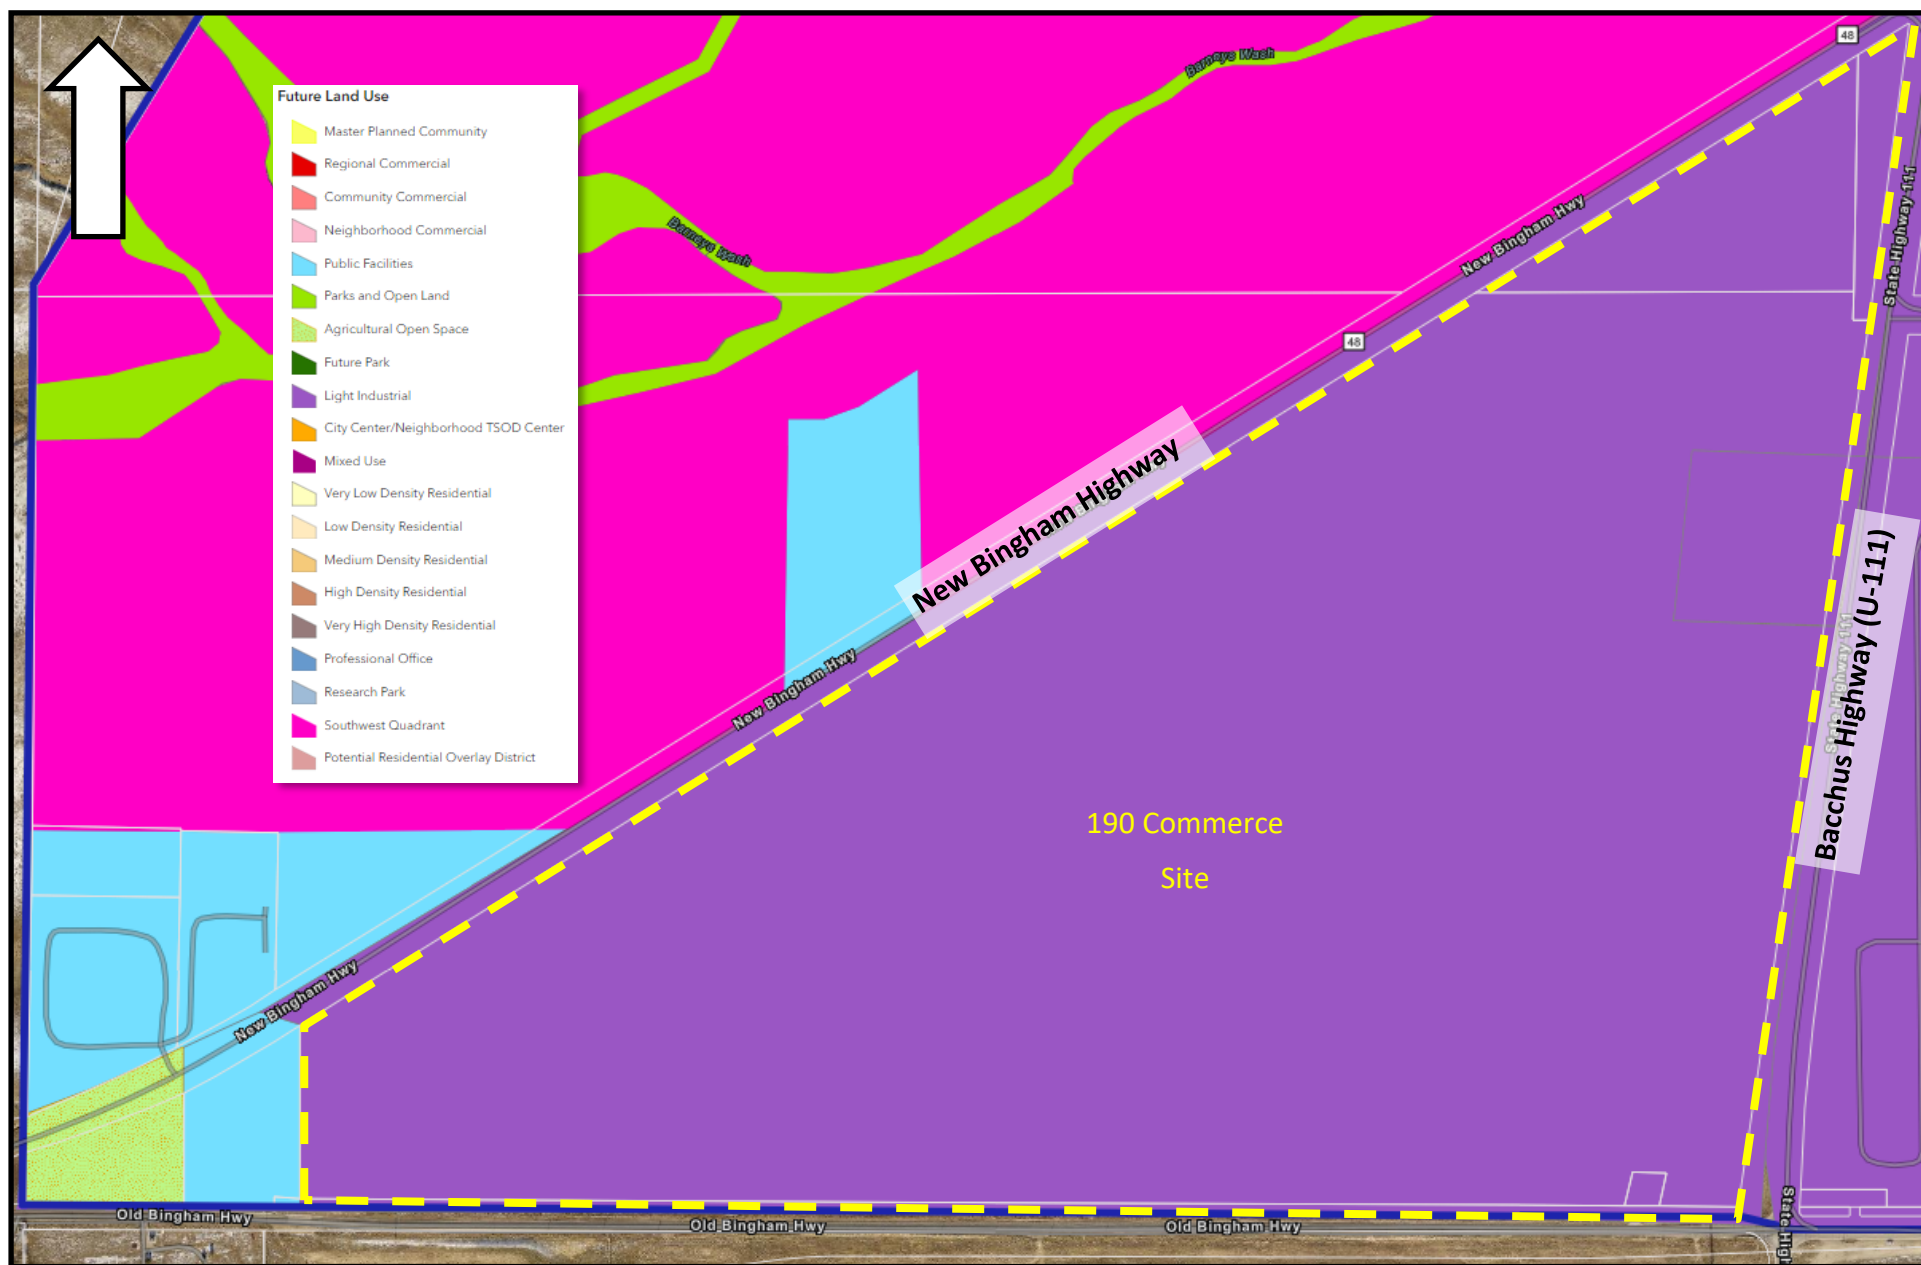 48
Barneys Wash
Future Land Use
Master Planned Community
Regional Commercial
Community Commercial
Neighborhood Commercial
Public Facilities
Parks and Open Land
Agricultural Open Space
Future Park
Light Industrial
City Center/Neighborhood TSOD Center
Mixed Use
Very Low Density Residential
Low Density Residential
Medium Density Residential
High Density Residential
Very High Density Residential
Professional Office
Research Park
Southwest Quadrant
Potential Residential Overlay District
Barneys Wash
New Bingham Hwy
State Highway 111
48
New Bingham Highway
Bacchus Highway (U-111)
State Highway 111
New Bingham Hwy
190 Commerce
Site
New Bingham Hwy
Old Bingham Hwy
Old Bingham Hwy
Old Bingham Hwy
State High